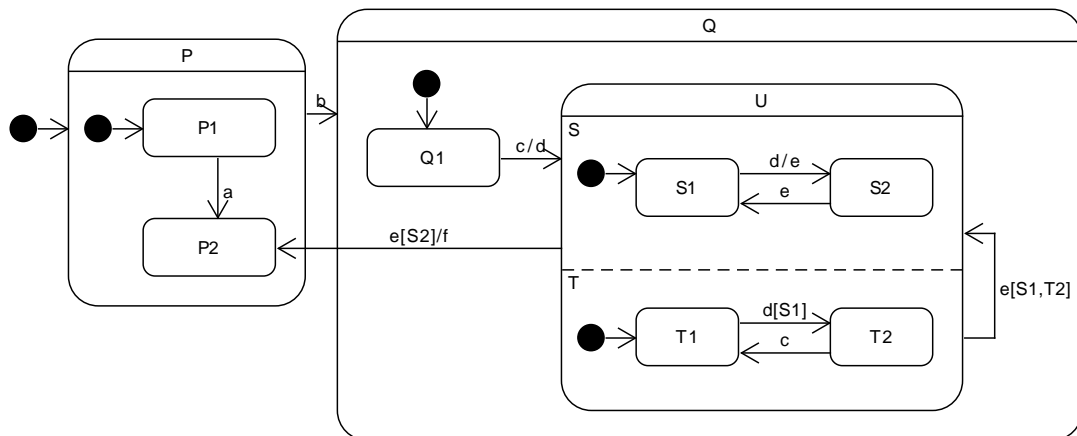 Q
P
U
b
S
P1
Q1
c/d
d/e
S1
S2
e
a
P2
e[S2]/f
T
e[S1,T2]
d[S1]
T1
T2
c